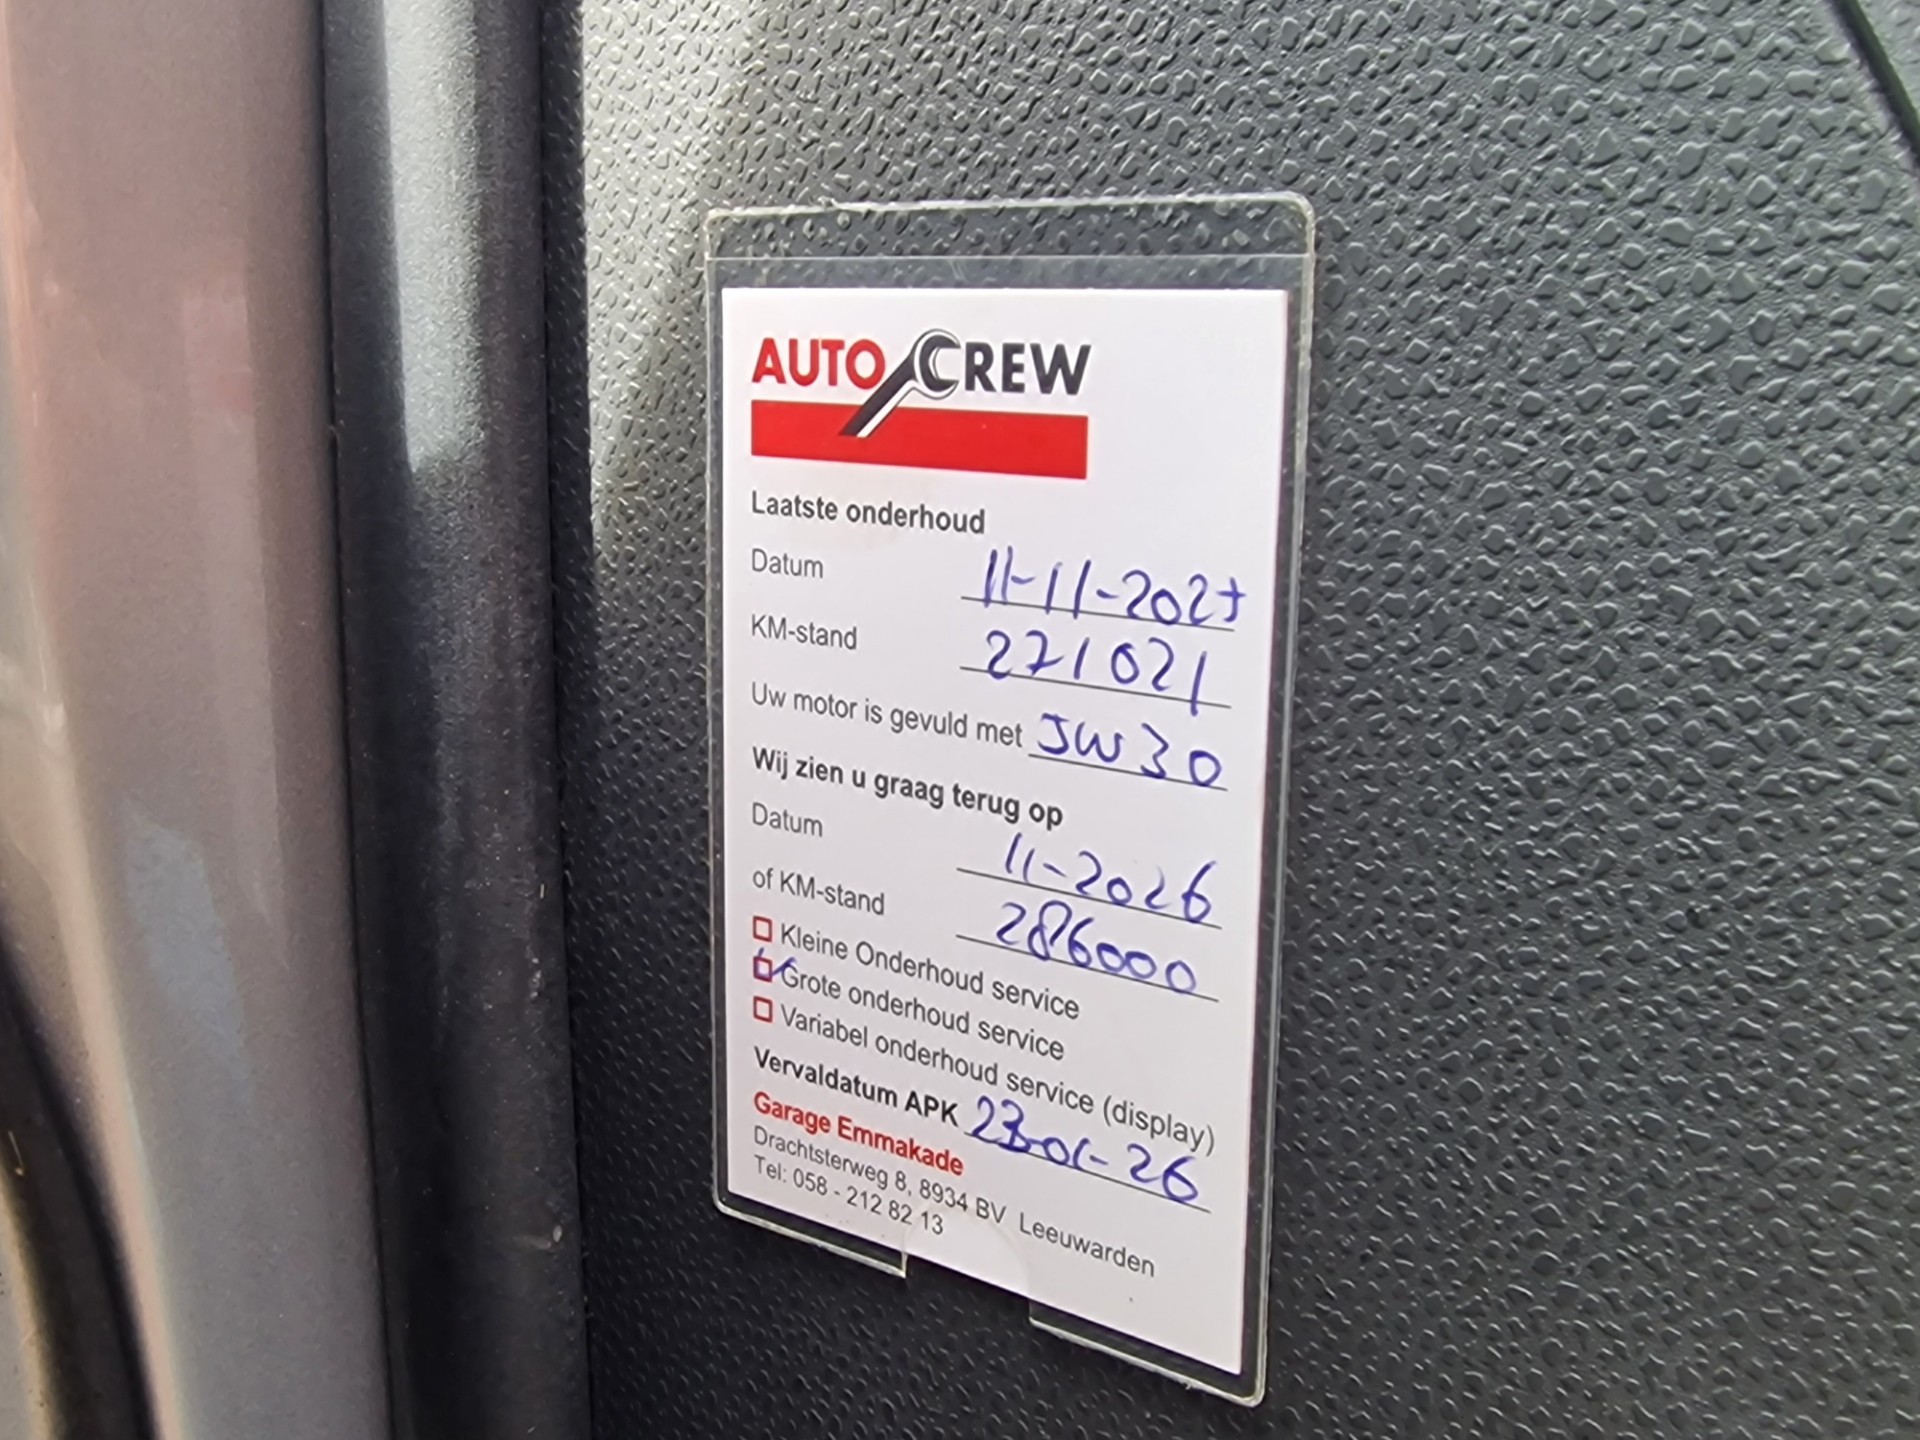 AUTO CREW
Laatste onderhoud
Datum 11-11-2025
KM-stand 271021
Uw motor is gevuld met 5W30
Wij zien u graag terug op
Datum 11-2026
of KM-stand 286000
Kleine Onderhoud service
Grote onderhoud service
Variabel onderhoud service (display)
Vervaldatum APK 23-01-26
Garage Emmakade
Drachtsterweg 8, 8934 BV Leeuwarden
Tel: 058 - 212 82 13